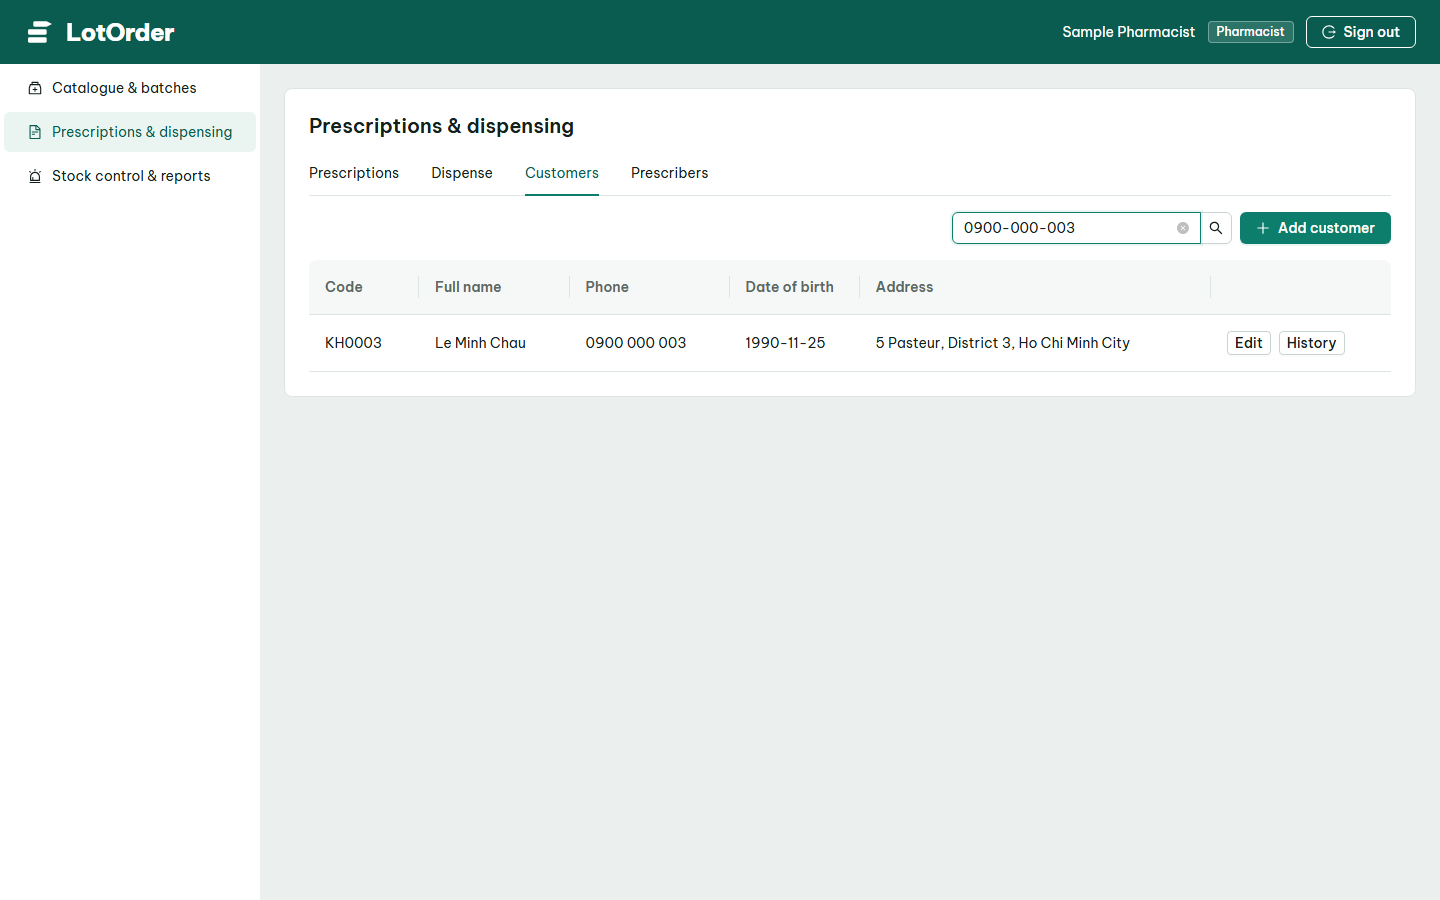 LotOrder
Sample Pharmacist Pharmacist Sign out
Catalogue & batches
Prescriptions & dispensing
Stock control & reports
Prescriptions & dispensing
Prescriptions Dispense Customers Prescribers
0900-000-003 Add customer
Code Full name Phone Date of birth Address
KH0003 Le Minh Chau 0900 000 003 1990-11-25 5 Pasteur, District 3, Ho Chi Minh City Edit History